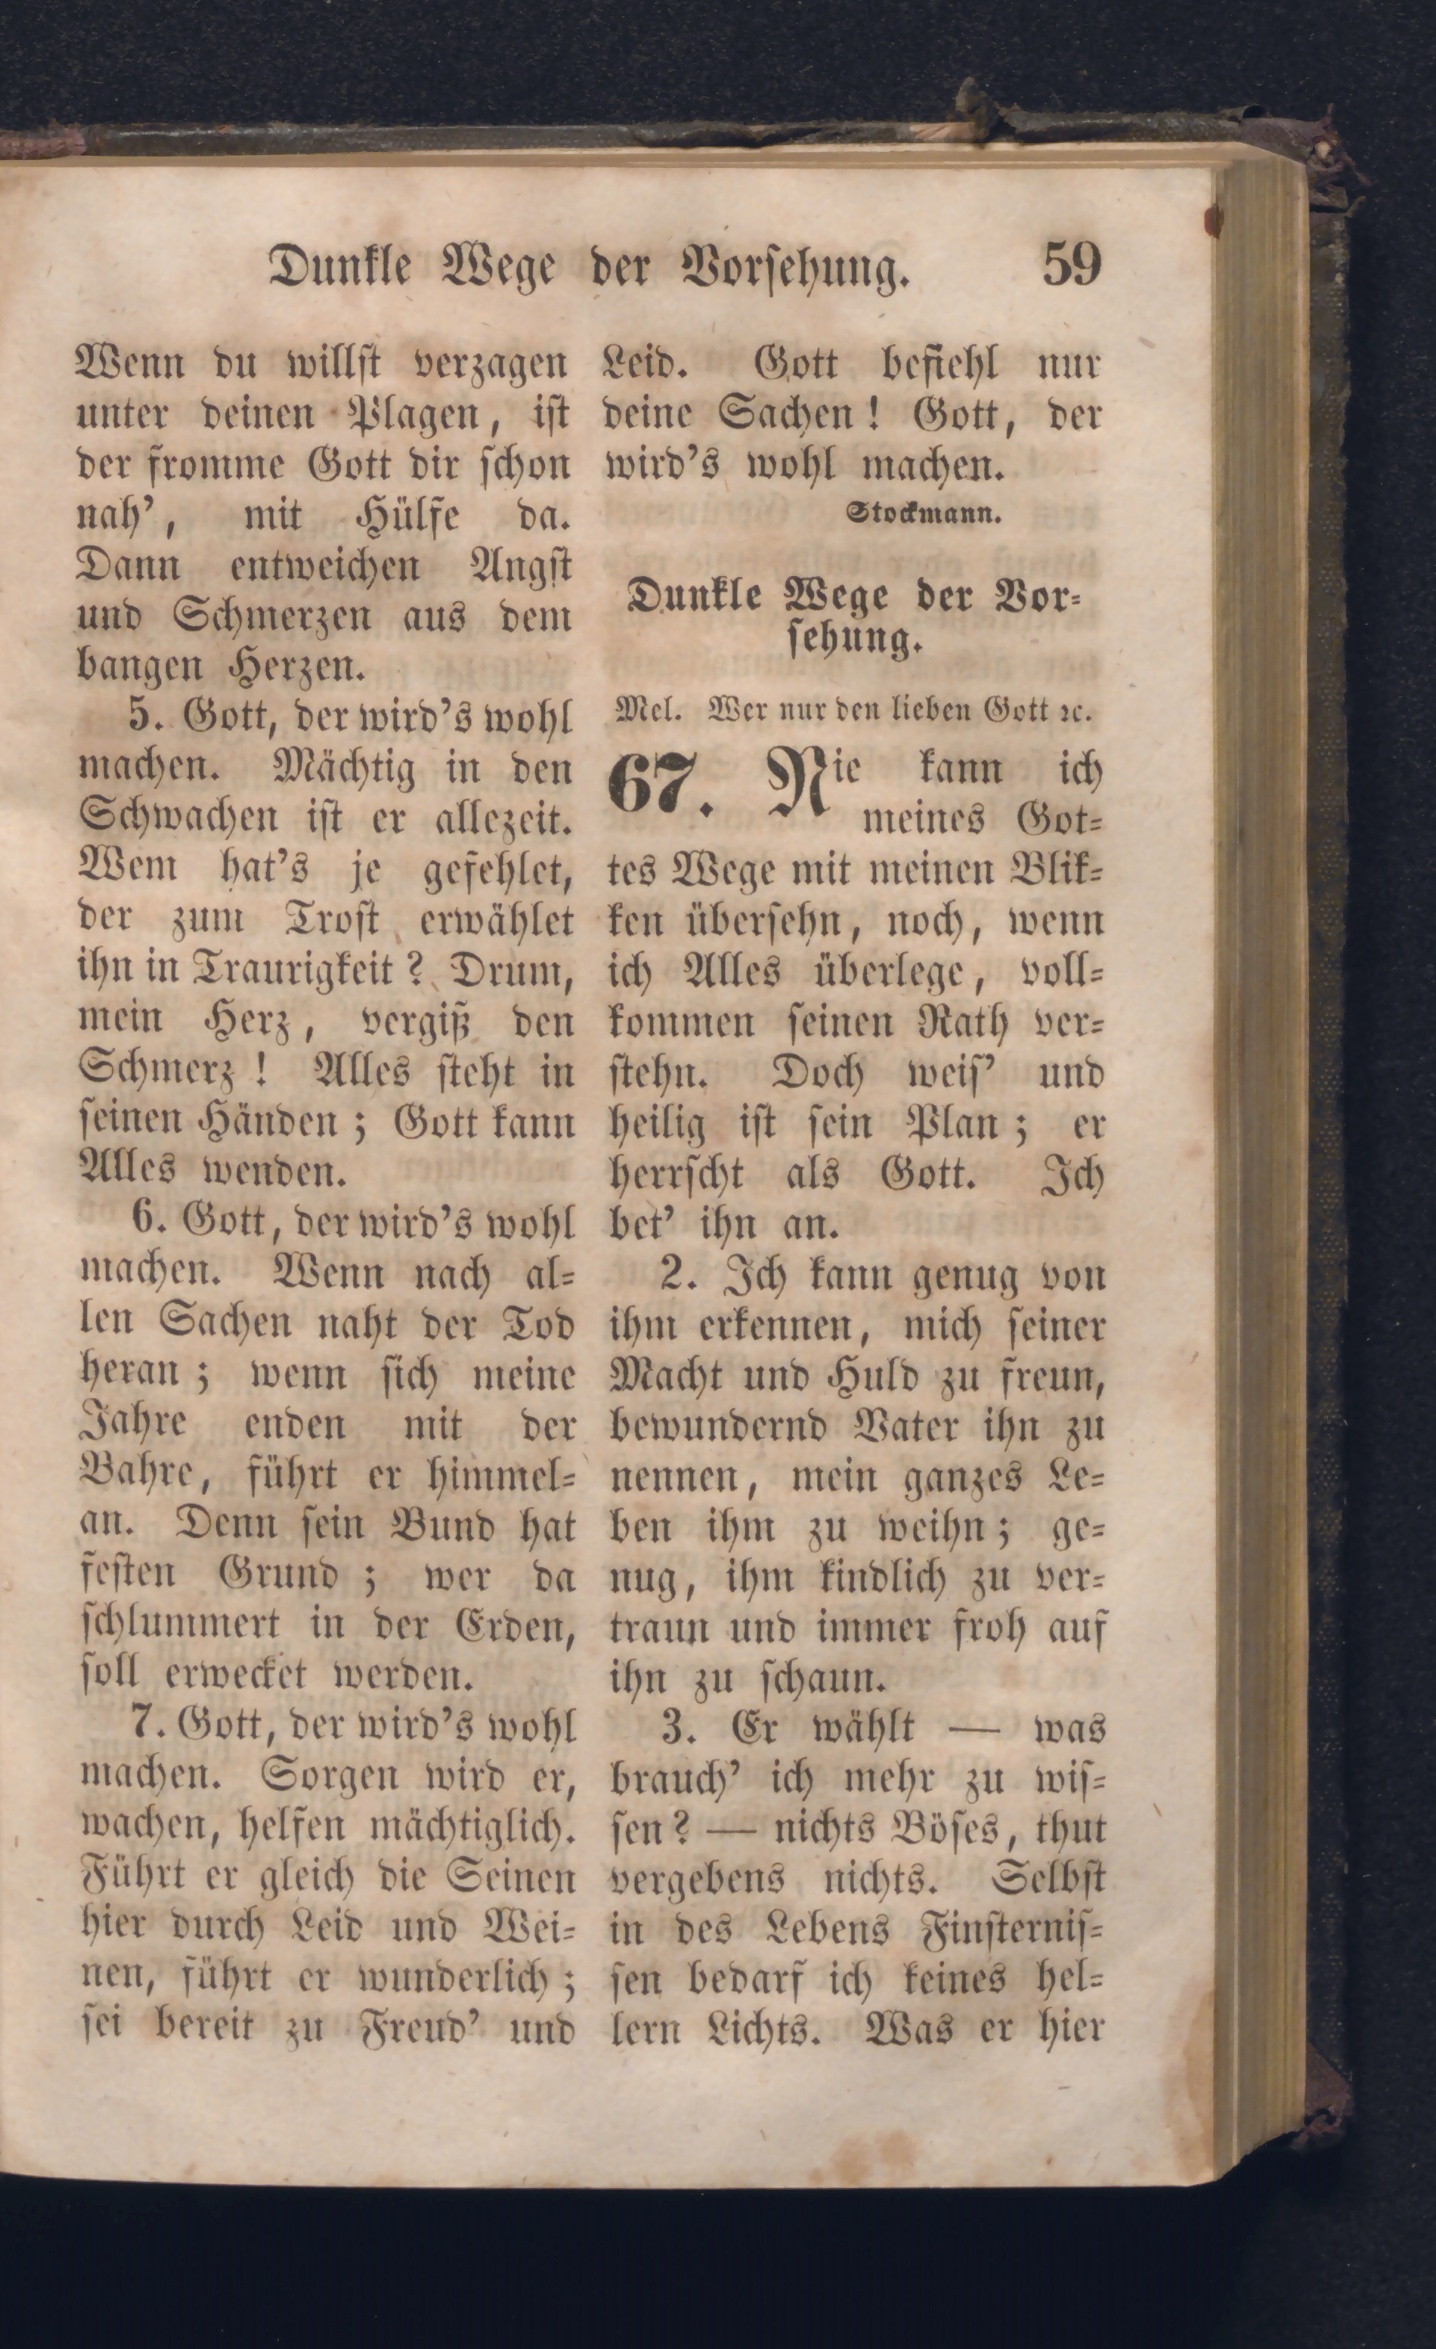 Dunkle Wege der Vorſehung. 59
Wenn du willſt verzagen
unter deinen Plagen, iſt
der fromme Gott dir ſchon
nah', mit Hülfe da.
Dann entweichen Angſt
und Schmerzen aus dem
bangen Herzen.
5. Gott, der wird's wohl
machen. Mächtig in den
Schwachen iſt er allezeit.
Wem hat's je gefehlet,
der zum Troſt erwählet
ihn in Traurigkeit? Drum,
mein Herz, vergiß den
Schmerz! Alles ſteht in
ſeinen Händen; Gott kann
Alles wenden.
6. Gott, der wird's wohl
machen. Wenn nach al=
len Sachen naht der Tod
heran; wenn ſich meine
Jahre enden mit der
Bahre, führt er himmel=
an. Denn ſein Bund hat
feſten Grund; wer da
ſchlummert in der Erden,
ſoll erwecket werden.
7. Gott, der wird's wohl
machen. Sorgen wird er,
wachen, helfen mächtiglich.
Führt er gleich die Seinen
hier durch Leid und Wei=
nen, führt er wunderlich;
ſei bereit zu Freud' und
Leid. Gott befiehl nur
deine Sachen! Gott, der
wird's wohl machen.
Stockmann.
Dunkle Wege der Vor=
ſehung.
Mel. Wer nur den lieben Gott ꝛc.
67. Nie kann ich
meines Got=
tes Wege mit meinen Blik=
ken überſehn, noch, wenn
ich Alles überlege, voll=
kommen ſeinen Rath ver=
ſtehn. Doch weiſ' und
heilig iſt ſein Plan; er
herrſcht als Gott. Ich
bet' ihn an.
2. Ich kann genug von
ihm erkennen, mich ſeiner
Macht und Huld zu freun,
bewundernd Vater ihn zu
nennen, mein ganzes Le=
ben ihm zu weihn; ge=
nug, ihm kindlich zu ver=
traun und immer froh auf
ihn zu ſchaun.
3. Er wählt — was
brauch' ich mehr zu wiſ=
ſen? — nichts Böſes, thut
vergebens nichts. Selbſt
in des Lebens Finſterniſ=
ſen bedarf ich keines hel=
lern Lichts. Was er hier